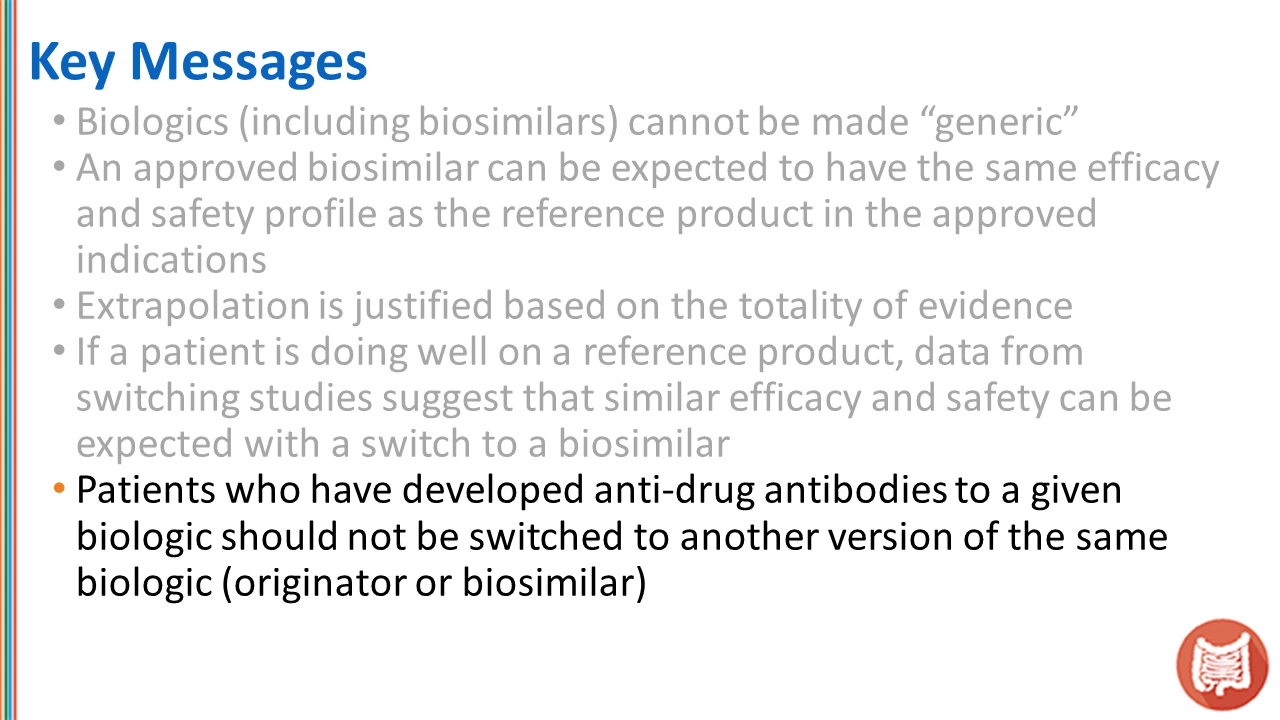 Key Messages
• Biologics (including biosimilars) cannot be made “generic”
• An approved biosimilar can be expected to have the same efficacy
and safety profile as the reference product in the approved
indications
• Extrapolation is justified based on the totality of evidence
• If a patient is doing well on a reference product, data from
switching studies suggest that similar efficacy and safety can be
expected with a switch to a biosimilar
• Patients who have developed anti-drug antibodies to a given
biologic should not be switched to another version of the same
biologic (originator or biosimilar)